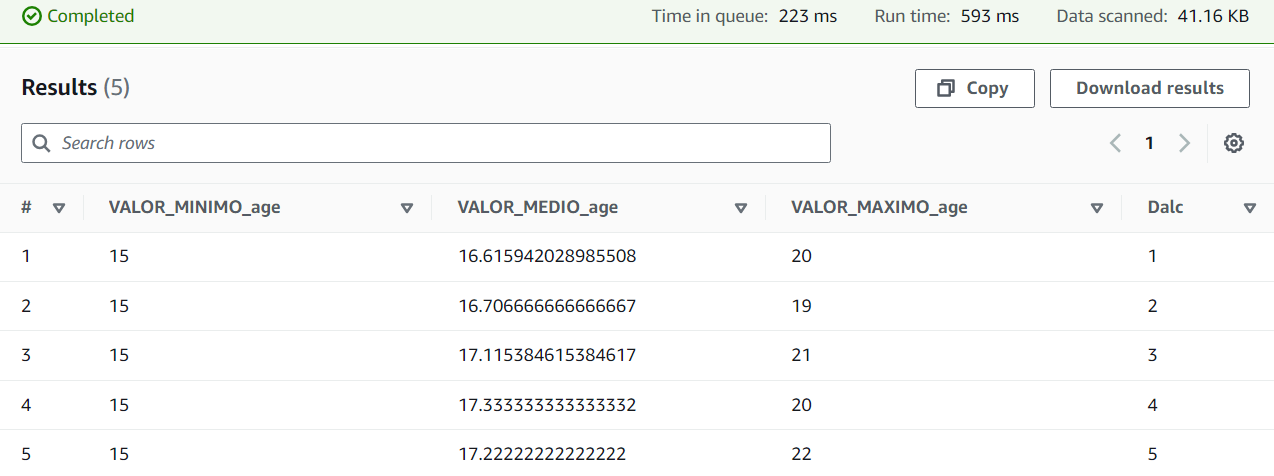 Completed Time in queue: 223 ms Run time: 593 ms Data scanned: 41.16 KB
Results (5) Copy Download results
Search rows 1
# VALOR_MINIMO_age VALOR_MEDIO_age VALOR_MAXIMO_age Dalc
1 15 16.615942028985508 20 1
2 15 16.706666666666667 19 2
3 15 17.115384615384617 21 3
4 15 17.333333333333332 20 4
5 15 17.22222222222222 22 5